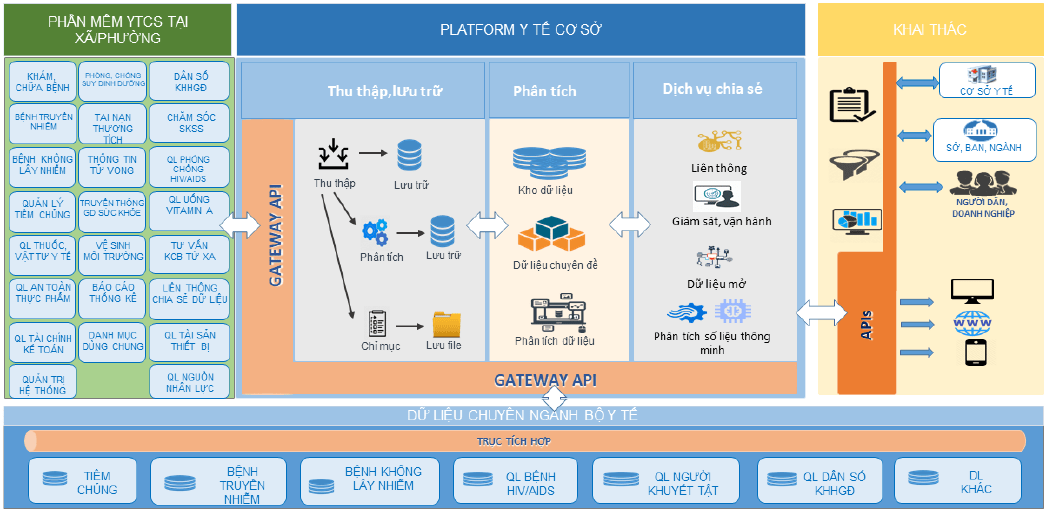 PHẦN MỀM YTCS TẠI
XÃ/PHƯỜNG
KHÁM,
CHỮA BỆNH
PHÒNG, CHỐNG
SUY DINH DƯỠNG
DÂN SỐ
KHHGĐ
BỆNH TRUYỀN
NHIỄM
TAI NẠN
THƯƠNG
TÍCH
CHĂM SÓC
SKSS
BỆNH KHÔNG
LÂY NHIỄM
THÔNG TIN
TỬ VONG
QL PHÒNG
CHỐNG
HIV/AIDS
QUẢN LÝ
TIÊM CHỦNG
TRUYỀN THÔNG
GD SỨC KHỎE
QL UỐNG
VITAMIN A
QL THUỐC,
VẬT TƯ Y TẾ
VỆ SINH
MÔI TRƯỜNG
TƯ VẤN
KCB TỪ XA
QL AN TOÀN
THỰC PHẨM
BÁO CÁO
THỐNG KÊ
LIÊN THÔNG
CHIA SẺ DỮ LIỆU
QL TÀI CHÍNH
KẾ TOÁN
DANH MỤC
DÙNG CHUNG
QL TÀI SẢN
THIẾT BỊ
QUẢN TRỊ
HỆ THỐNG
QL NGUỒN
NHÂN LỰC
PLATFORM Y TẾ CƠ SỞ
Thu thập,lưu trữ
Phân tích
Dịch vụ chia sẻ
GATEWAY API
Thu thập
Lưu trữ
Phân tích
Lưu trữ
Chỉ mục
Lưu file
Kho dữ liệu
Dữ liệu chuyên đề
Phân tích dữ liệu
Liên thông
Giám sát, vận hành
Dữ liệu mở
Phân tích số liệu thông
minh
GATEWAY API
KHAI THÁC
CƠ SỞ Y TẾ
SỞ, BAN, NGÀNH
NGƯỜI DÂN,
DOANH NGHIỆP
APIs
WWW
DỮ LIỆU CHUYÊN NGÀNH BỘ Y TẾ
TRỤC TÍCH HỢP
TIÊM
CHỦNG
BỆNH
TRUYỀN
NHIỄM
BỆNH KHÔNG
LÂY NHIỄM
QL BỆNH
HIV/AIDS
QL NGƯỜI
KHUYẾT TẬT
QL DÂN SỐ
KHHGĐ
DL
KHÁC